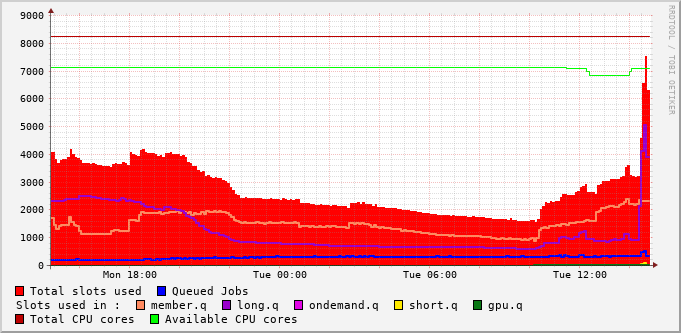 9000
8000
7000
6000
5000
4000
3000
2000
1000
0
Mon 18:00 Tue 00:00 Tue 06:00 Tue 12:00
RRDTOOL / TOBI OETIKER
Total slots used Queued Jobs
Slots used in : member.q long.q ondemand.q short.q gpu.q
Total CPU cores Available CPU cores